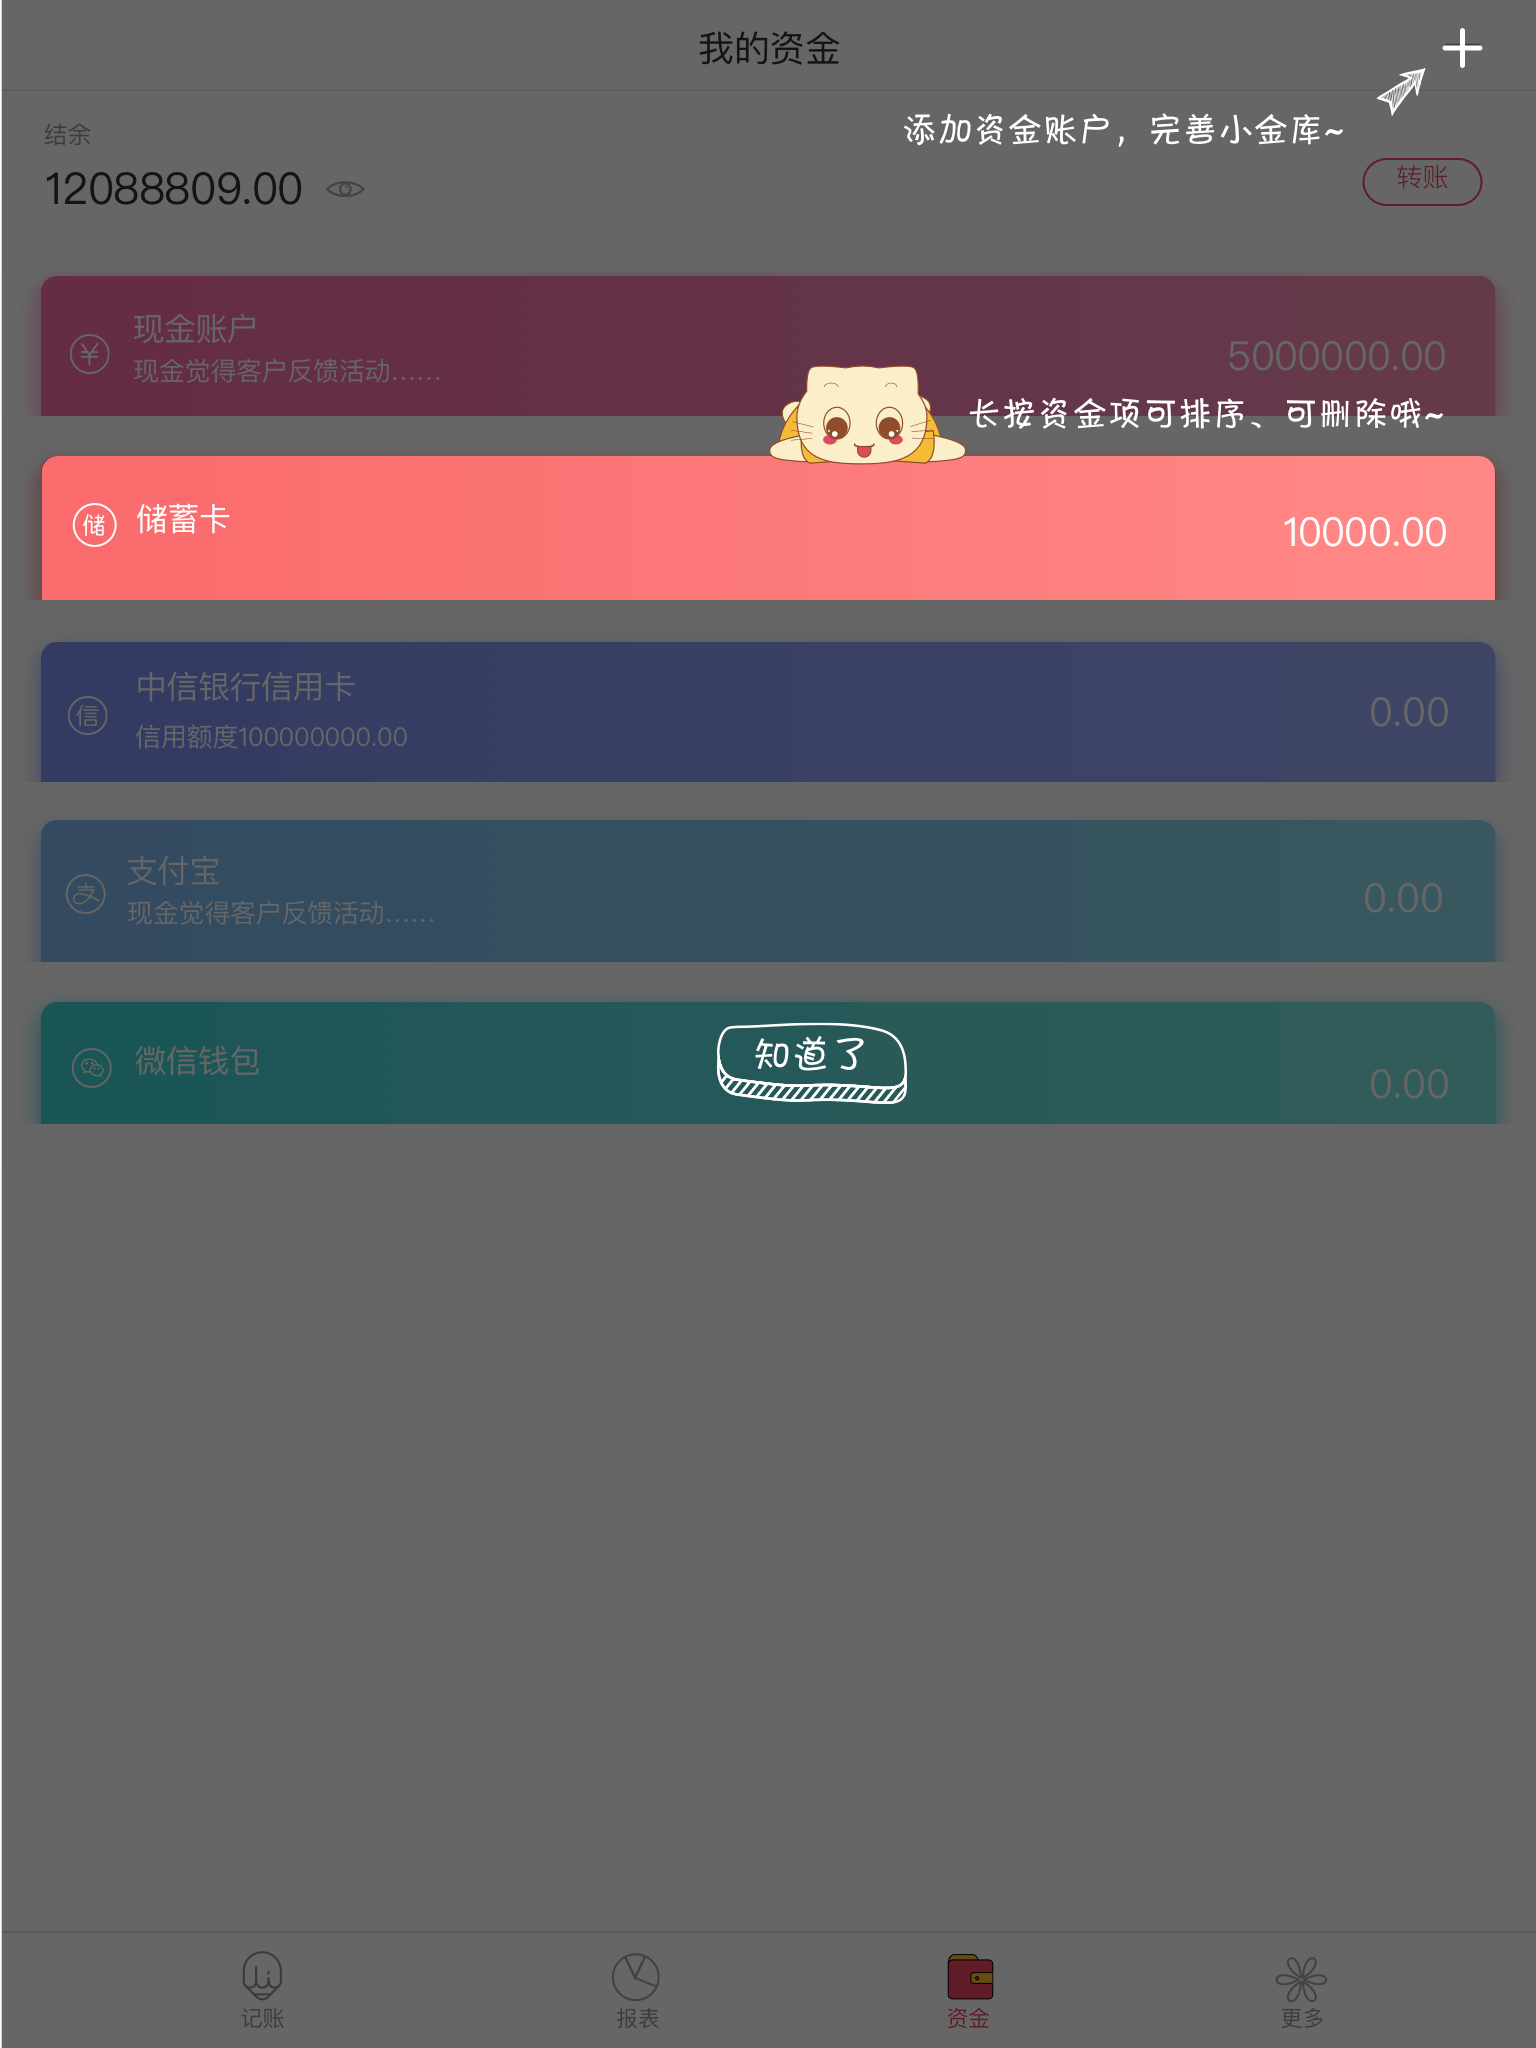 我的资金
添加资金账户，完善小金库~
结余
12088809.00
转账
¥
现金账户
现金觉得客户反馈活动……
5000000.00
长按资金项可排序、可删除哦~
储
储蓄卡
10000.00
信
中信银行信用卡
信用额度100000000.00
0.00
支
支付宝
现金觉得客户反馈活动……
0.00
微信钱包
知道了
0.00
记账
报表
资金
更多